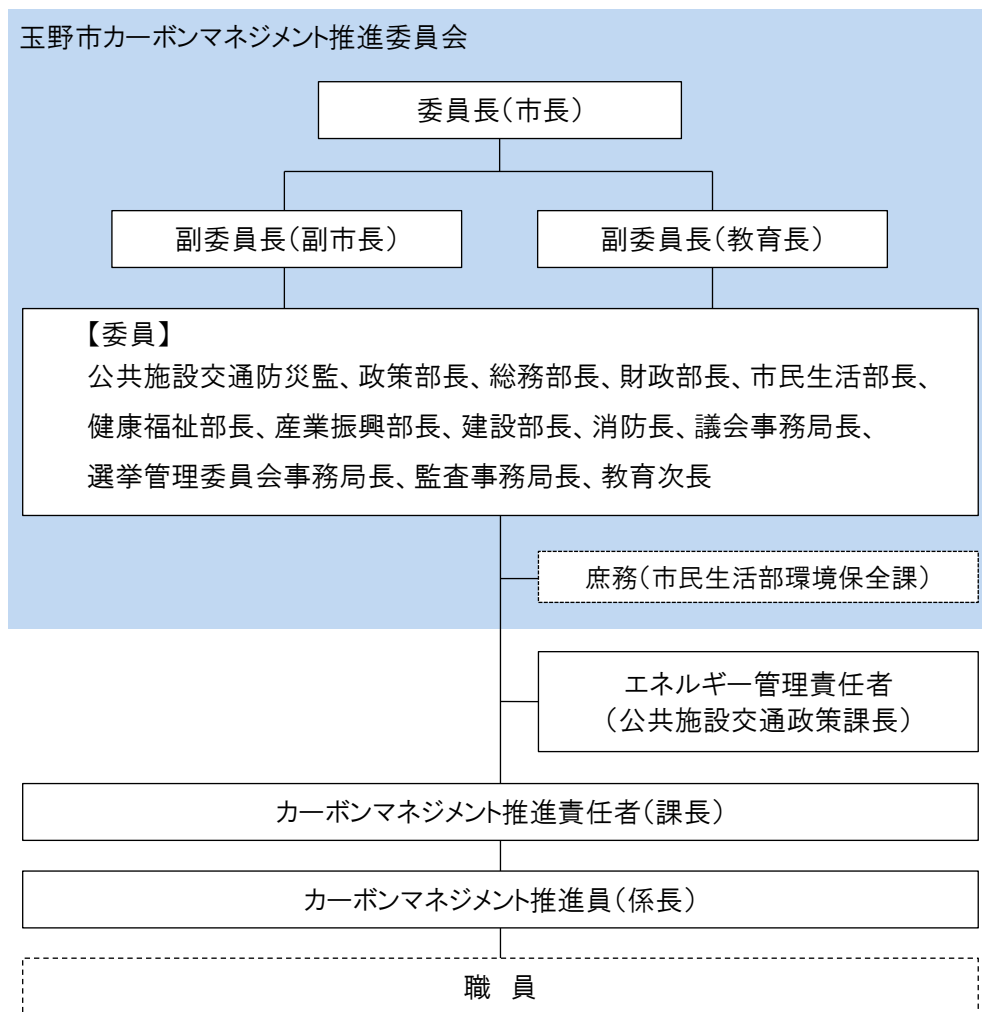 玉野市カーボンマネジメント推進委員会
委員長(市長)
副委員長(副市長)
副委員長(教育長)
【委員】
公共施設交通防災監、政策部長、総務部長、財政部長、市民生活部長、
健康福祉部長、産業振興部長、建設部長、消防長、議会事務局長、
選挙管理委員会事務局長、監査事務局長、教育次長
庶務(市民生活部環境保全課)
エネルギー管理責任者
(公共施設交通政策課長)
カーボンマネジメント推進責任者(課長)
カーボンマネジメント推進員(係長)
職 員